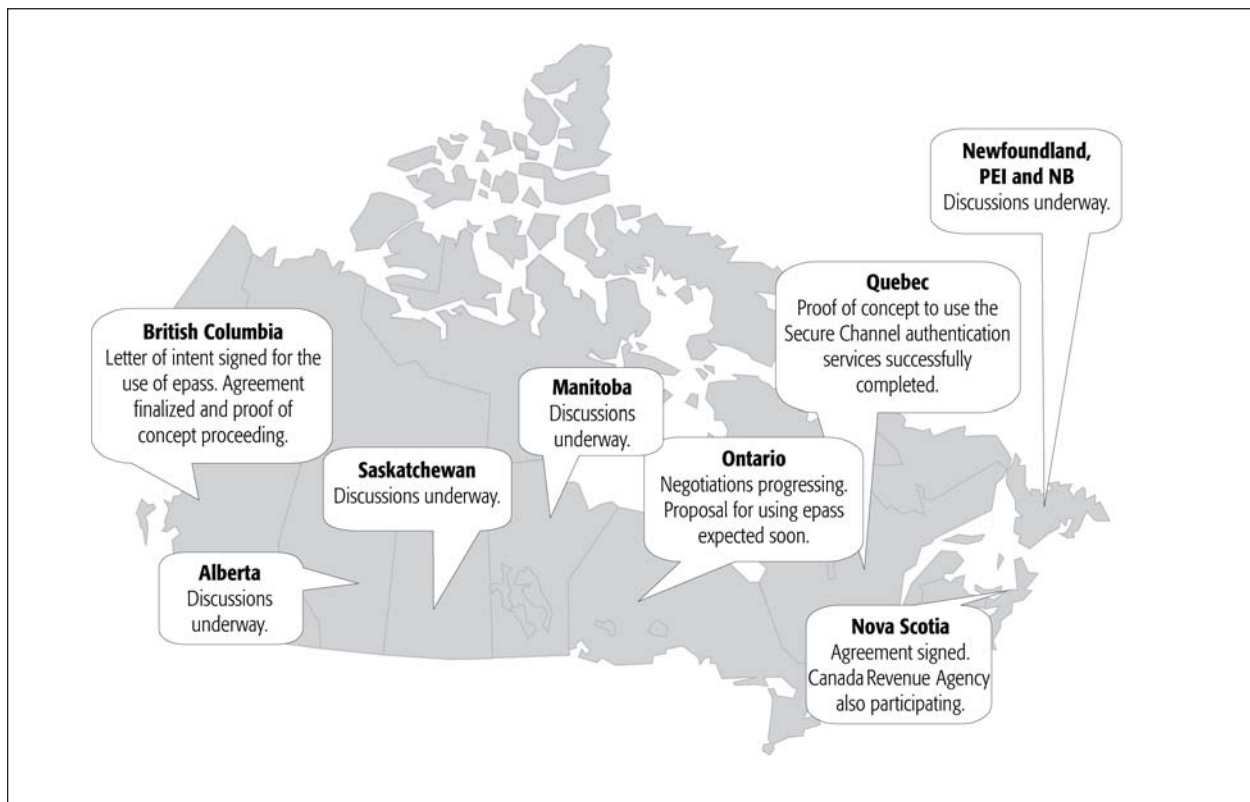 Newfoundland,
PEI and NB
Discussions underway.
Quebec
Proof of concept to use the
Secure Channel authentication
services successfully
completed.
British Columbia
Letter of intent signed for the
use of epass. Agreement
finalized and proof of
concept proceeding.
Manitoba
Discussions
underway.
Saskatchewan
Discussions underway.
Ontario
Negotiations progressing.
Proposal for using epass
expected soon.
Alberta
Discussions
underway.
Nova Scotia
Agreement signed.
Canada Revenue Agency
also participating.